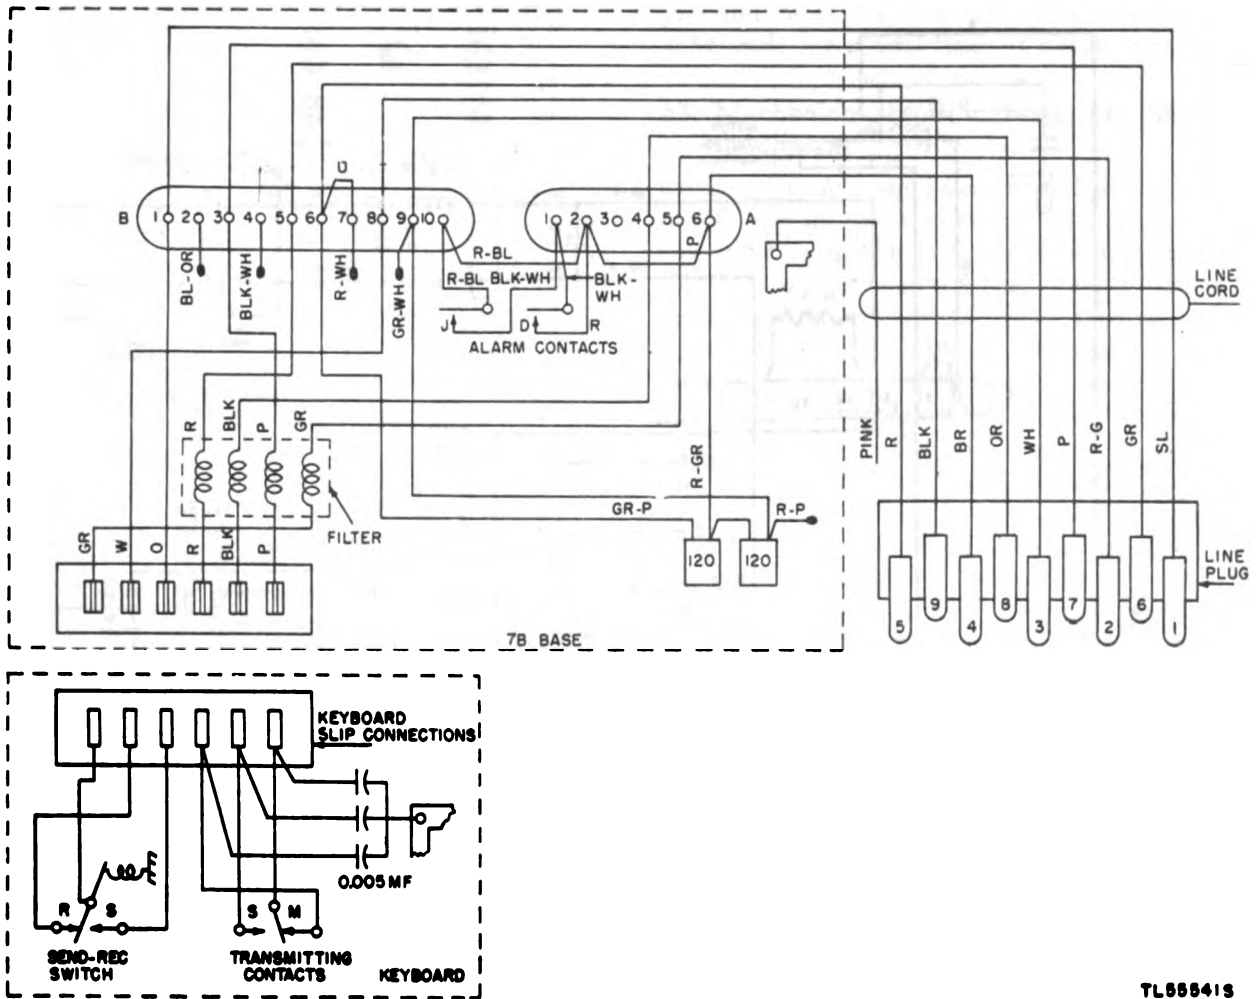 B 1 2 3 4 5 6 7 8 9 10
1 2 3 4 5 6 A
BL-OR
BLK-WH
R-WH
GR-WH
R-BL
R-BL BLK-WH
BLK-
WH
J D R
ALARM CONTACTS
P
LINE
CORD
R BLK P GR
FILTER
GR W O R BLK P
R-GR
GR-P
R-P
120 120
PINK R BLK BR OR WH P R-G GR SL
LINE
PLUG
5 9 4 8 3 7 2 6 1
7B BASE
KEYBOARD
SLIP CONNECTIONS
0.005 MF
R S
S M
SEND-REC
SWITCH
TRANSMITTING
CONTACTS
KEYBOARD
TL55541S